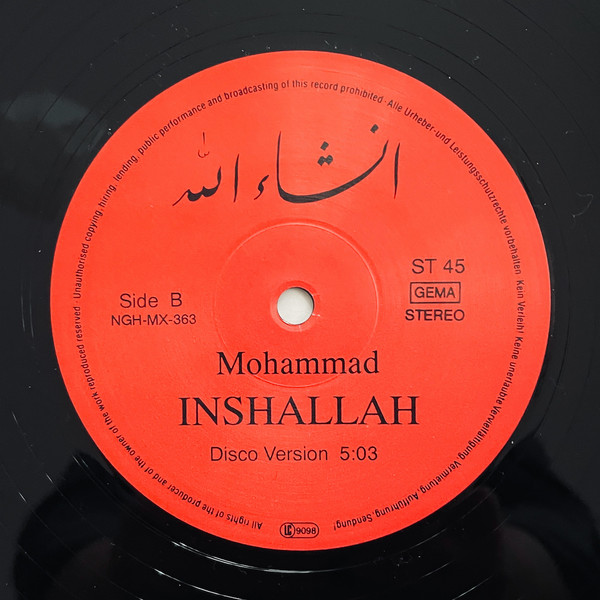 All rights of the producer and of the owner of the work reproduced reserved · Unauthorised copying, hiring, lending, public performance and broadcasting of this record prohibited · Alle Urheber- und Leistungsschutzrechte vorbehalten. Kein Verleih! Keine unerlaubte Vervielfältigung, Vermietung, Aufführung, Sendung!
انشاء الله
ST 45
GEMA
STEREO
Side B
NGH-MX-363
Mohammad
INSHALLAH
Disco Version 5:03
LC 9098